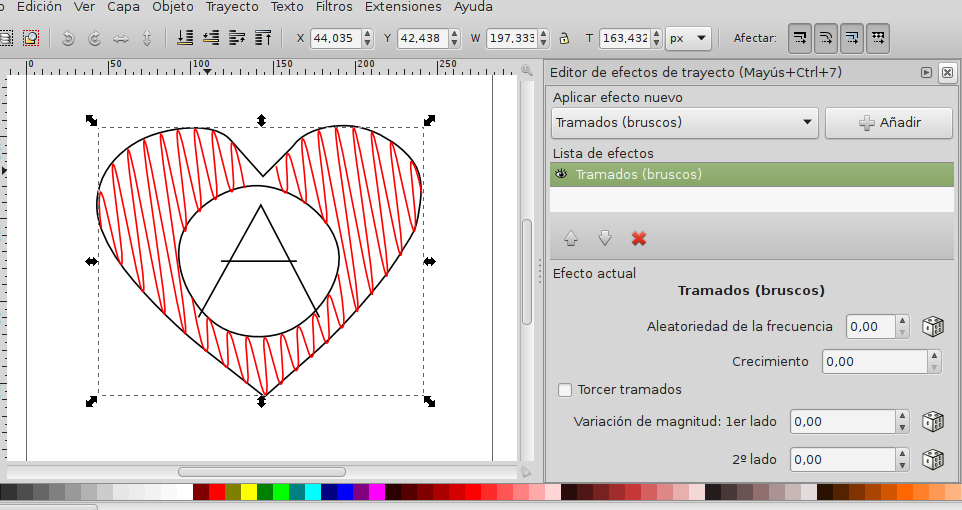 Edición Ver Capa Objeto Trayecto Texto Filtros Extensiones Ayuda
X 44,035 Y 42,438 W 197,333 T 163,432 px Afectar:
0 50 100 150 200 250
Editor de efectos de trayecto (Mayús+Ctrl+7)
Aplicar efecto nuevo
Tramados (bruscos) Añadir
Lista de efectos
Tramados (bruscos)
Efecto actual
Tramados (bruscos)
Aleatoriedad de la frecuencia 0,00
Crecimiento 0,00
Torcer tramados
Variación de magnitud: 1er lado 0,00
2º lado 0,00